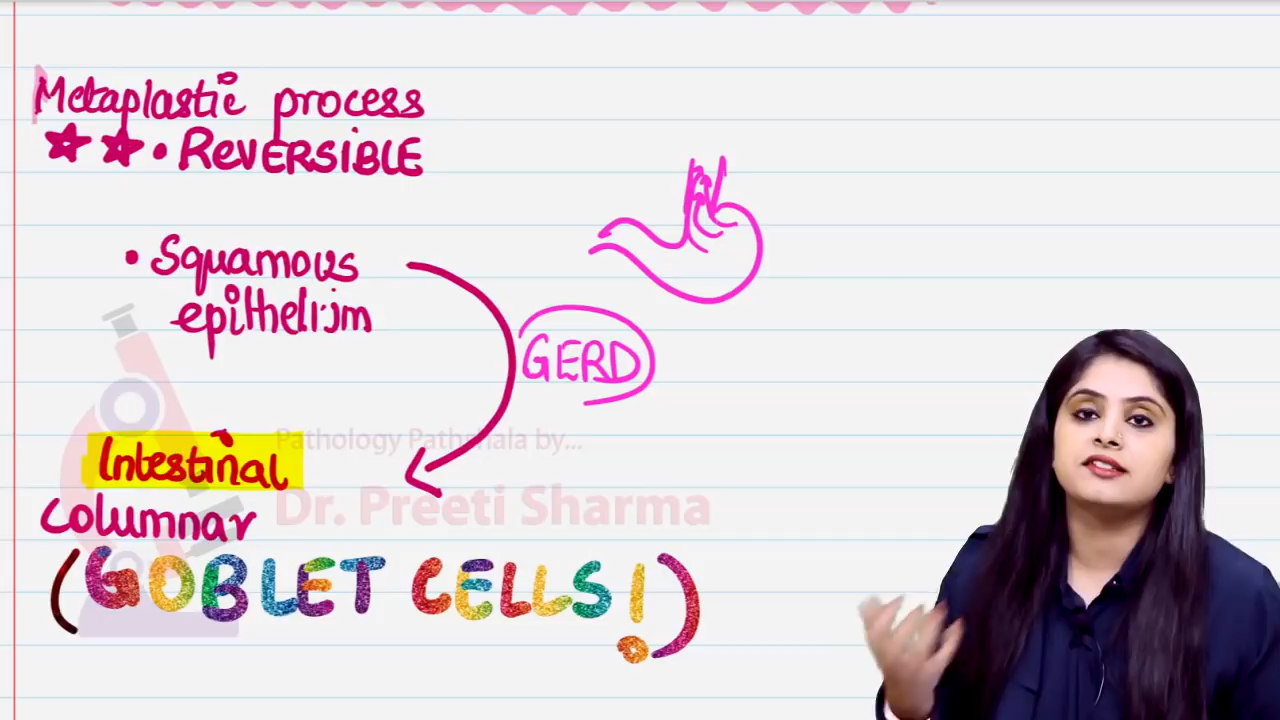 Metaplastic process
• REVERSIBLE
• Squamous
epithelium
GERD
Pathology Pathshala by...
Intestinal
Dr. Preeti Sharma
columnar
(GOBLET CELLS!)